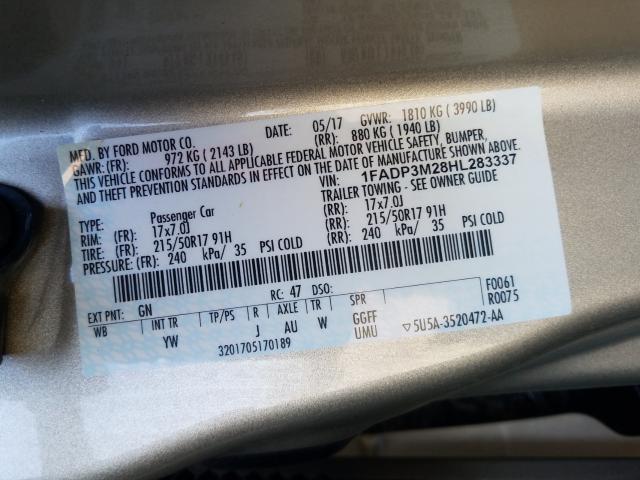 MFD. BY FORD MOTOR CO. DATE: 05/17 GVWR: 1810 KG ( 3990 LB)
GAWR: (FR): 972 KG ( 2143 LB) (RR): 880 KG ( 1940 LB)
THIS VEHICLE CONFORMS TO ALL APPLICABLE FEDERAL MOTOR VEHICLE SAFETY, BUMPER,
AND THEFT PREVENTION STANDARDS IN EFFECT ON THE DATE OF MANUFACTURE SHOWN ABOVE.
VIN: 1FADP3M28HL283337
TYPE: Passenger Car TRAILER TOWING - SEE OWNER GUIDE
RIM: (FR): 17x7.0J (RR): 17x7.0J
TIRE: (FR): 215/50R17 91H (RR): 215/50R17 91H
PRESSURE: (FR): 240 kPa/ 35 PSI COLD (RR): 240 kPa/ 35 PSI COLD
EXT PNT: GN RC: 47 DSO: F0061
WB INT TR TP/PS R AXLE TR SPR R0075
YW J AU W GGFF
UMU
3201705170189 ▽5U5A-3520472-AA